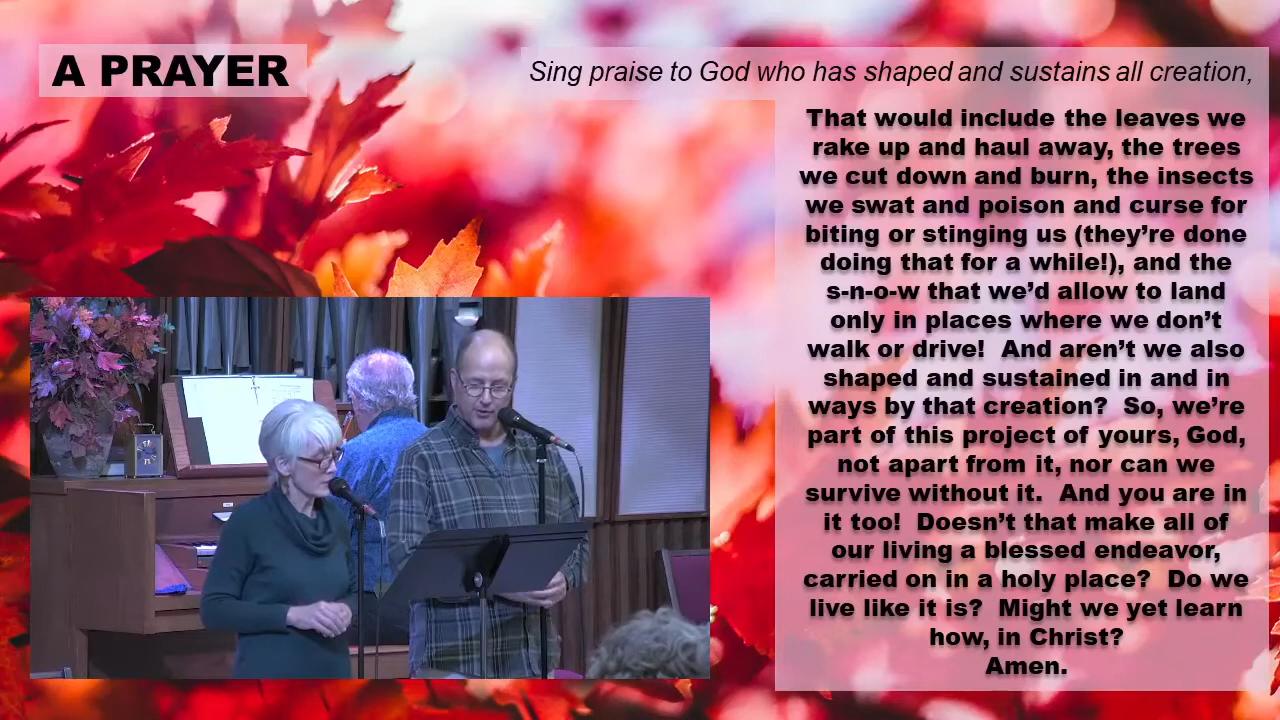 A PRAYER
Sing praise to God who has shaped and sustains all creation,
That would include the leaves we
rake up and haul away, the trees
we cut down and burn, the insects
we swat and poison and curse for
biting or stinging us (they’re done
doing that for a while!), and the
s-n-o-w that we’d allow to land
only in places where we don’t
walk or drive!  And aren’t we also
shaped and sustained in and in
ways by that creation?  So, we’re
part of this project of yours, God,
not apart from it, nor can we
survive without it.  And you are in
it too!  Doesn’t that make all of
our living a blessed endeavor,
carried on in a holy place?  Do we
live like it is?  Might we yet learn
how, in Christ?
Amen.